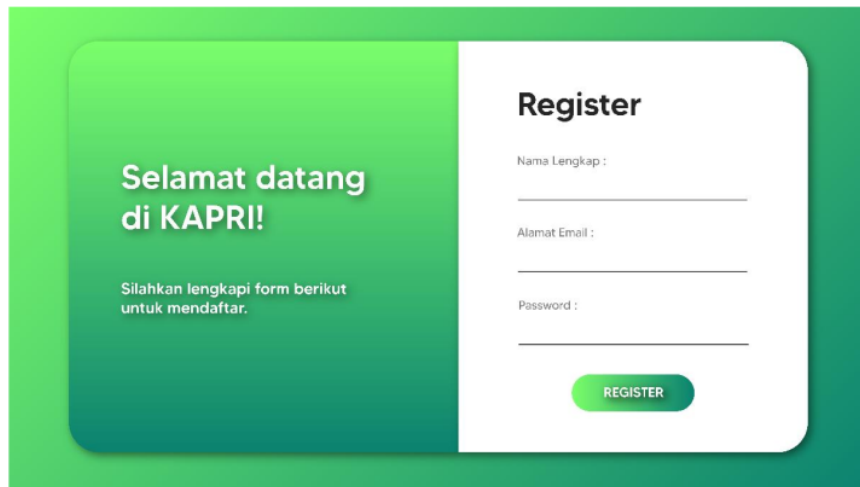 Selamat datang
di KAPRI!
Silahkan lengkapi form berikut
untuk mendaftar.
Register
Nama Lengkap :
Alamat Email :
Password :
REGISTER